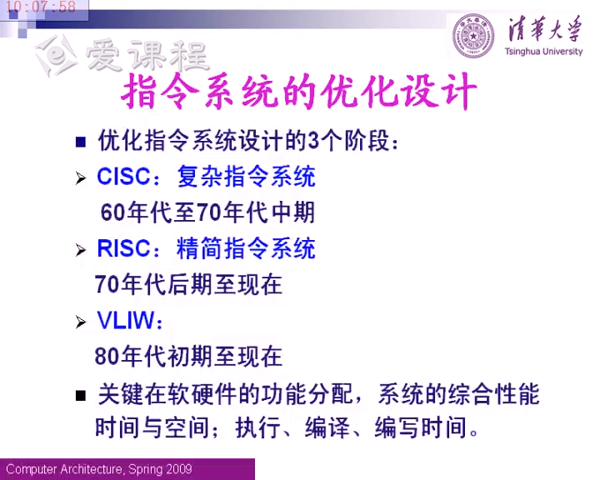 10:07:58
清华大学
Tsinghua University
爱课程
指令系统的优化设计
■ 优化指令系统设计的3个阶段：
➢ CISC：复杂指令系统
60年代至70年代中期
➢ RISC：精简指令系统
70年代后期至现在
➢ VLIW：
80年代初期至现在
■ 关键在软硬件的功能分配，系统的综合性能
时间与空间；执行、编译、编写时间。
Computer Architecture, Spring 2009